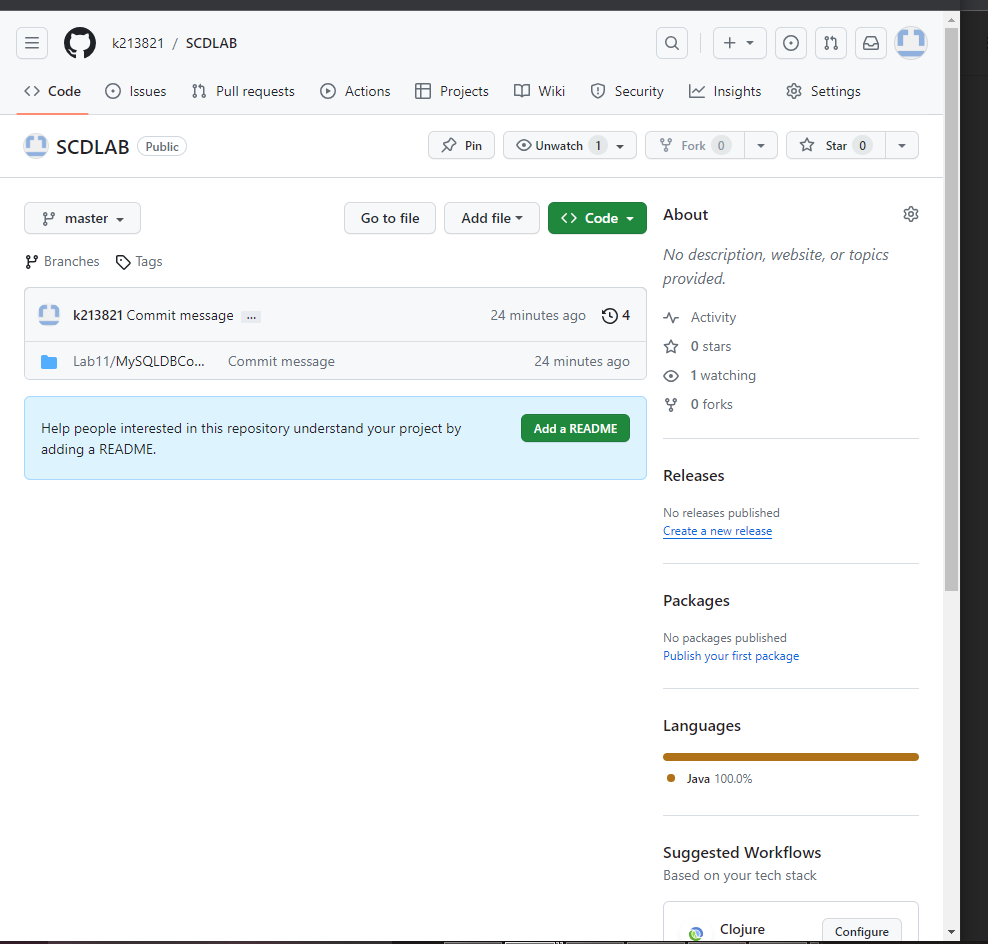 k213821 / SCDLAB
Code Issues Pull requests Actions Projects Wiki Security Insights Settings
SCDLAB Public Pin Unwatch 1 Fork 0 Star 0
master Go to file Add file Code
Branches Tags
k213821 Commit message ... 24 minutes ago 4
Lab11/MySQLDBCo... Commit message 24 minutes ago
Help people interested in this repository understand your project by
adding a README.
Add a README
About
No description, website, or topics
provided.
Activity
0 stars
1 watching
0 forks
Releases
No releases published
Create a new release
Packages
No packages published
Publish your first package
Languages
Java 100.0%
Suggested Workflows
Based on your tech stack
Clojure Configure